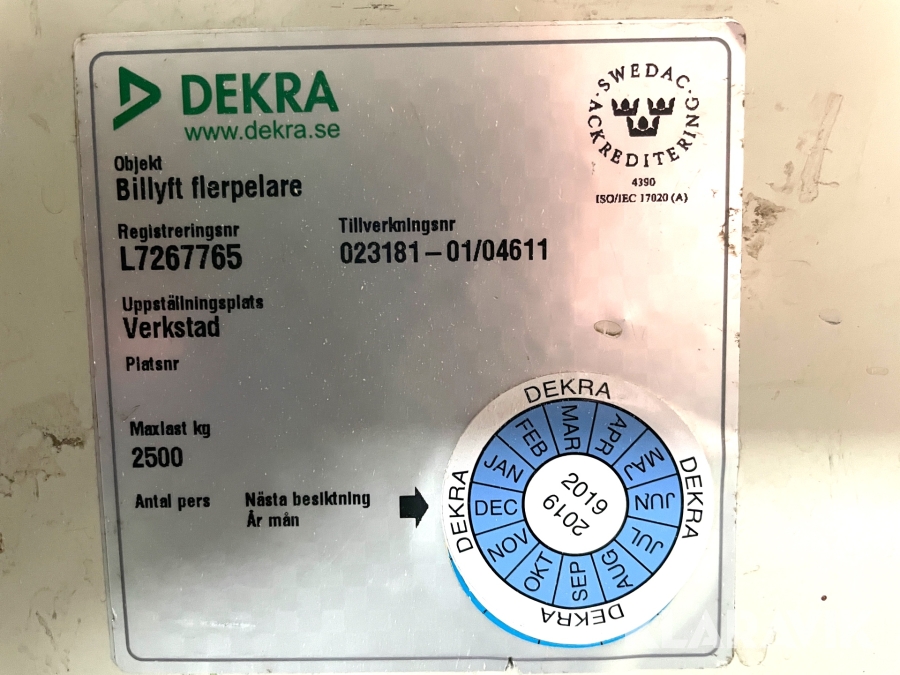 DEKRA
www.dekra.se
SWEDAC
ACKREDITERING
4390
ISO/IEC 17020 (A)
Objekt
Billyft flerpelare
Registreringsnr
L7267765
Tillverkningsnr
023181–01/04611
Uppställningsplats
Verkstad
Platsnr
Maxlast kg
2500
Antal pers
Nästa besiktning
År mån
DEKRA
DEKRA
DEKRA
DEKRA
JAN
FEB
MAR
APR
MAJ
JUN
JUL
AUG
SEP
OKT
NOV
DEC
2019
2019